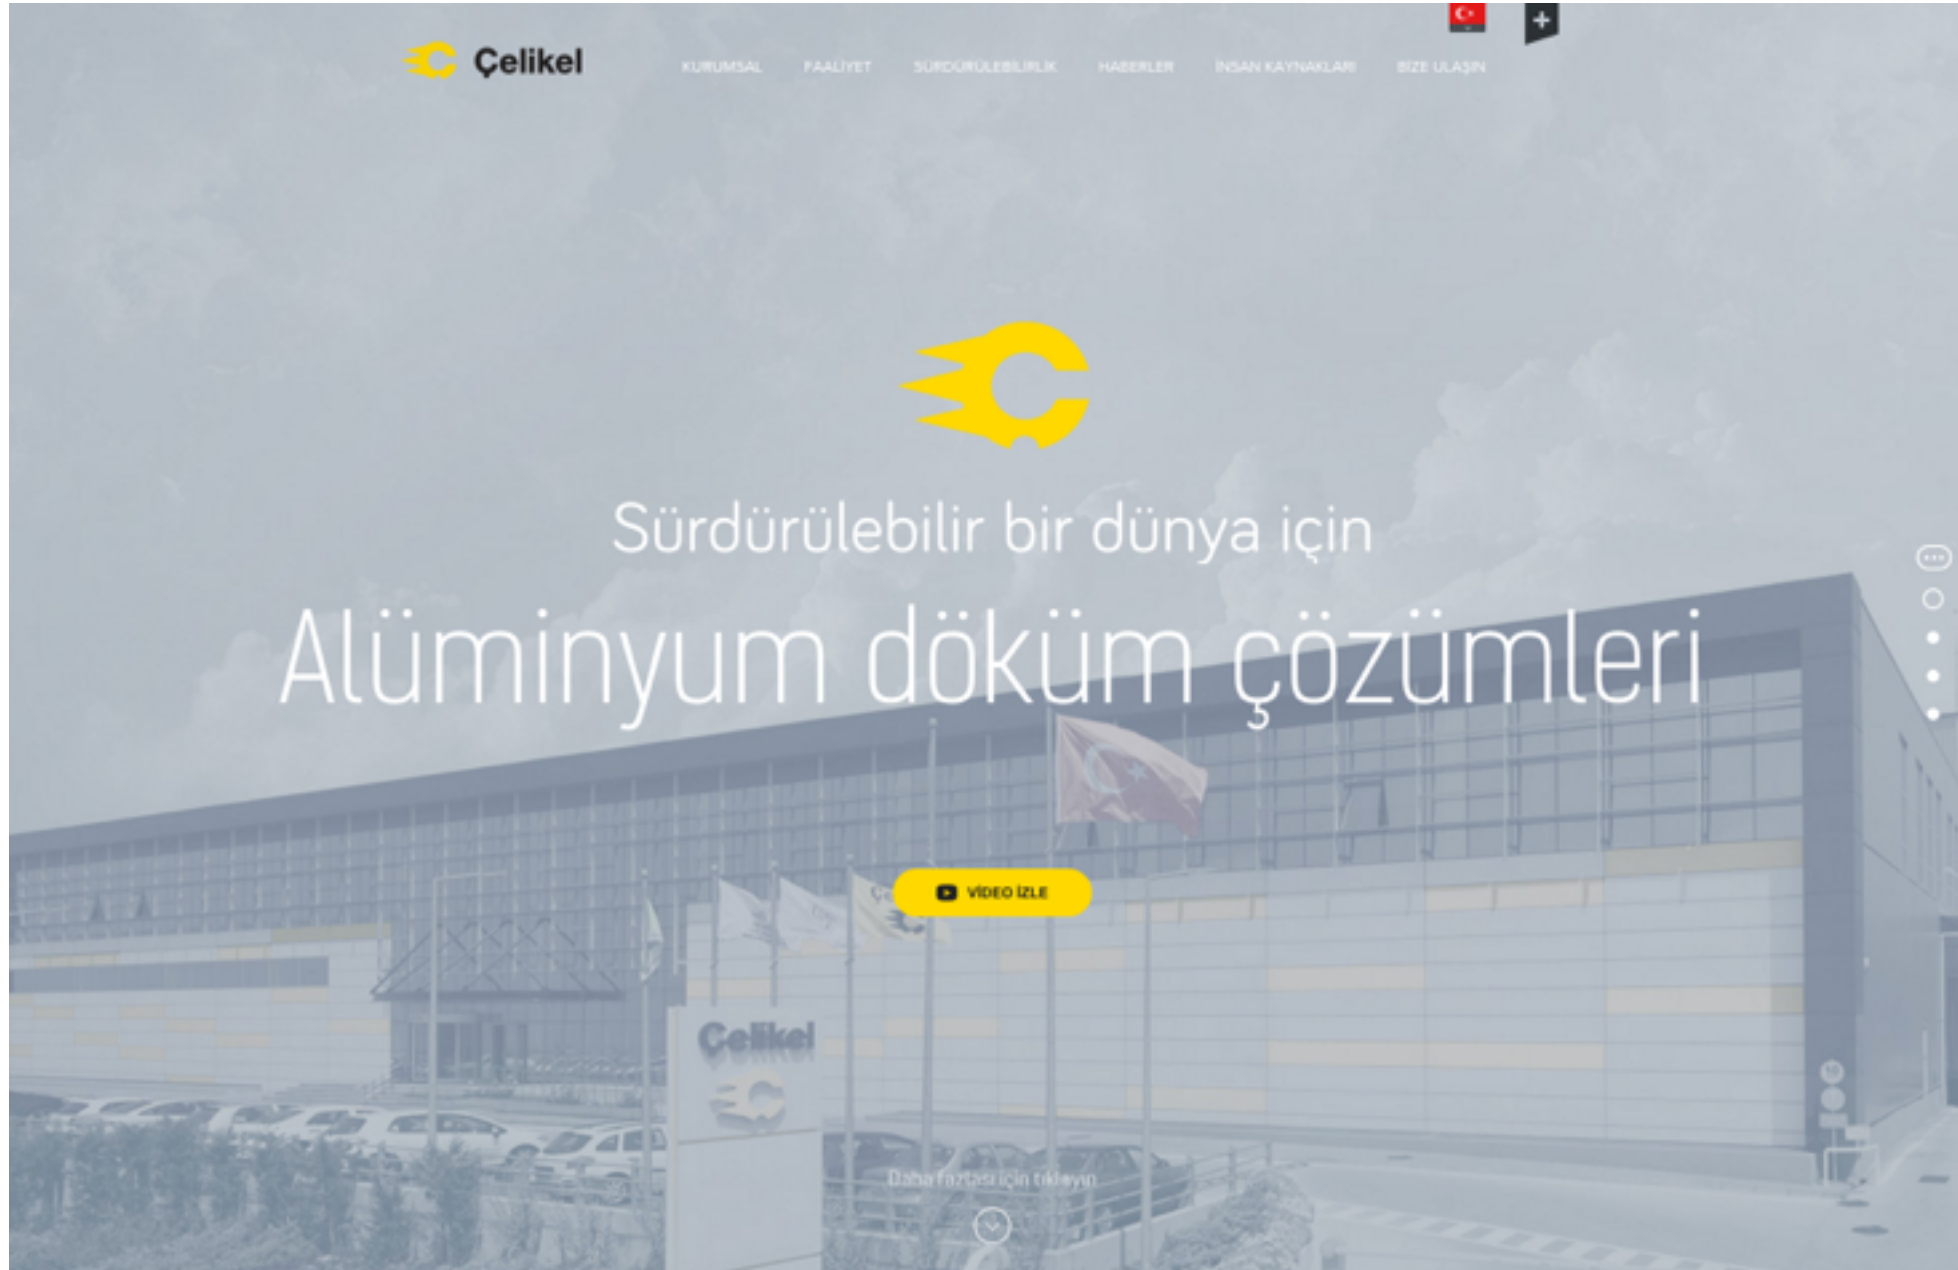 Çelikel
KURUMSAL FAALİYET SÜRDÜRÜLEBİLİRLİK HABERLER İNSAN KAYNAKLARI BİZE ULAŞIN
Sürdürülebilir bir dünya için
Alüminyum döküm çözümleri
VİDEO İZLE
Çelikel
Daha fazlası için tıklayın